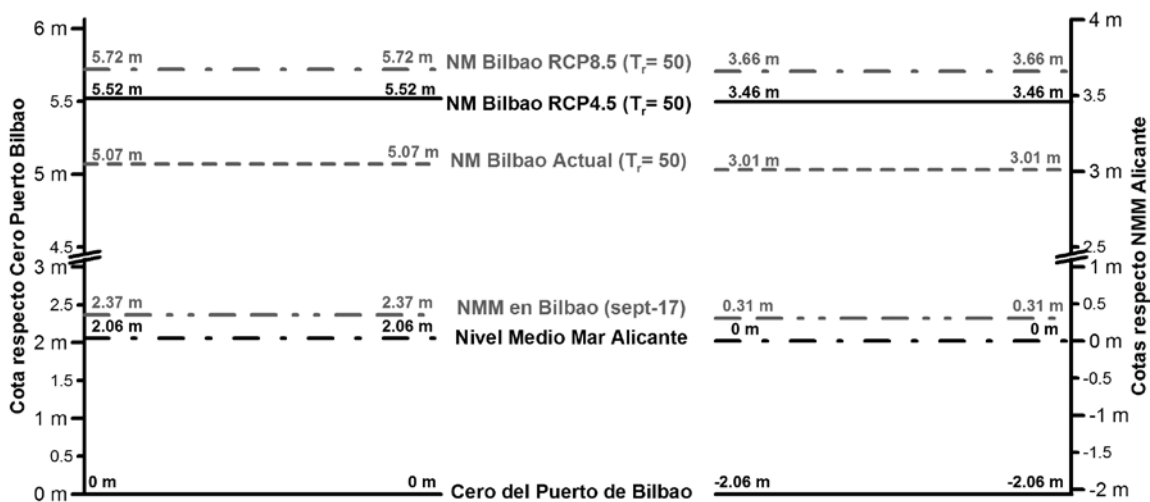 6 m
4 m
5.72 m
5.72 m
NM Bilbao RCP8.5 (Tr= 50)
3.66 m
3.66 m
5.5
5.52 m
5.52 m
NM Bilbao RCP4.5 (Tr= 50)
3.46 m
3.46 m
3.5
5.07 m
5.07 m
NM Bilbao Actual (Tr= 50)
3.01 m
3.01 m
5 m
3 m
4.5
2.5
3 m
1 m
2.5
2.37 m
2.37 m
NMM en Bilbao (sept-17)
0.31 m
0.31 m
0.5
2.06 m
2.06 m
Nivel Medio Mar Alicante
0 m
0 m
2 m
0 m
1.5
-0.5
1 m
-1 m
0.5
-1.5
0 m
0 m
0 m
Cero del Puerto de Bilbao
-2.06 m
-2.06 m
-2 m
Cota respecto Cero Puerto Bilbao
Cotas respecto NMM Alicante